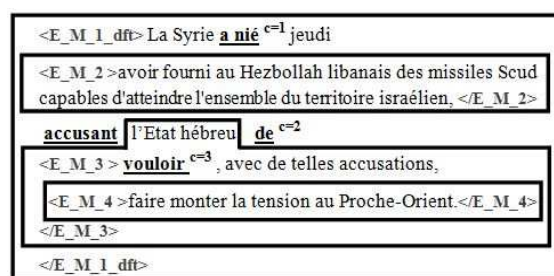 <E_M_1_dft> La Syrie a nié c=1 jeudi
<E_M_2 >avoir fourni au Hezbollah libanais des missiles Scud
capables d'atteindre l'ensemble du territoire israélien, </E_M_2>
accusant l'Etat hébreu de c=2
<E_M_3 > vouloir c=3 , avec de telles accusations,
<E_M_4 >faire monter la tension au Proche-Orient.</E_M_4>
</E_M_3>
</E_M_1_dft>